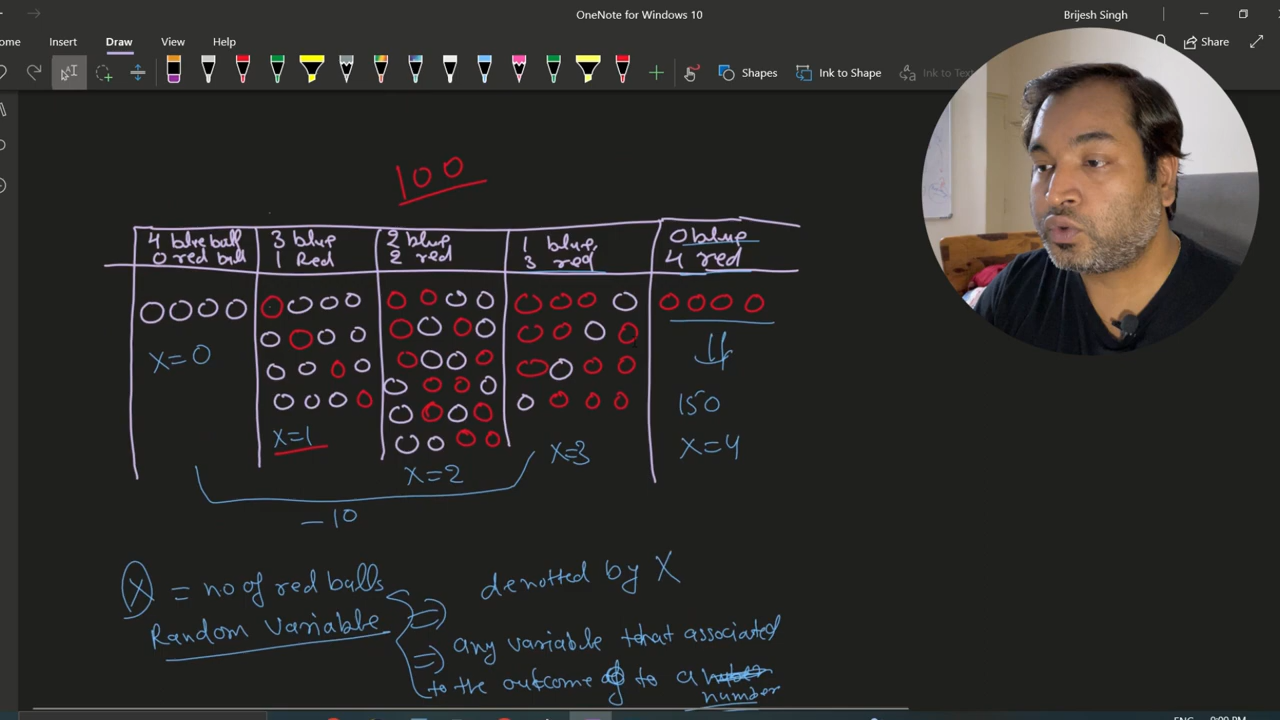 OneNote for Windows 10
Brijesh Singh
Insert Draw View Help
Share
Shapes
Ink to Shape
100
4 blue ball
0 red ball
3 blue
1 Red
2 blue
2 red
1 blue
3 red
0 blue
4 red
X=0
X=1
X=2
X=3
150
X=4
-10
X = no of red balls
Random Variable
denotted by X
⇒ any variable that associated
to the outcome of to a
number